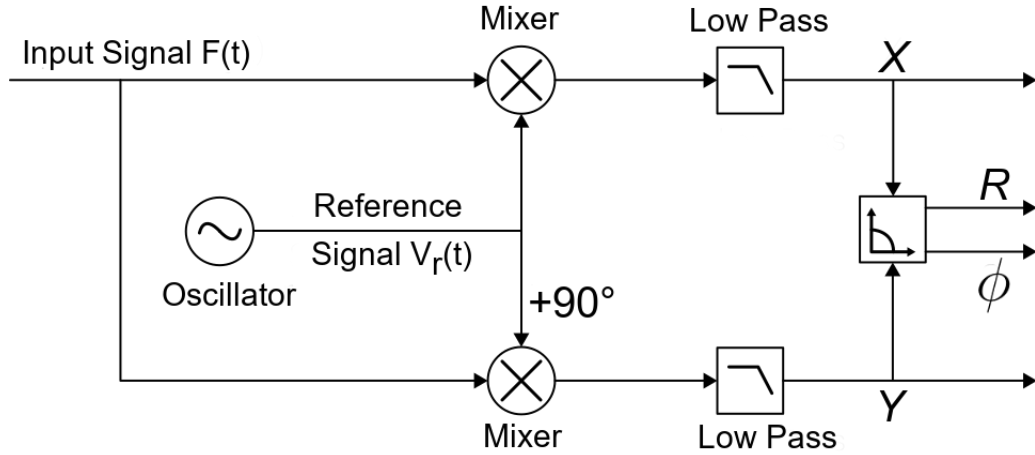 Mixer
Low Pass
Input Signal F(t)
X
Reference
R
Signal Vr(t)
Oscillator
+90°
ϕ
Mixer
Low Pass
Y